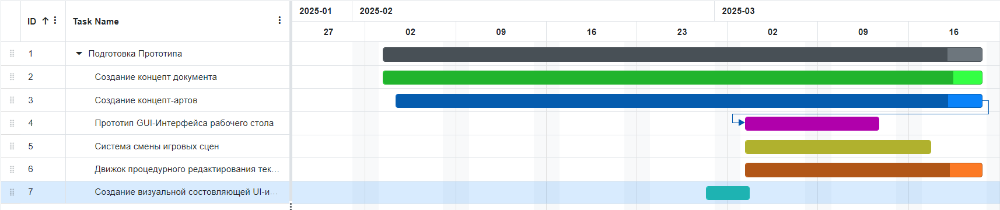 ID Task Name 2025-01 2025-02 2025-03
27 02 09 16 23 02 09 16
1 Подготовка Прототипа
2 Создание концепт документа
3 Создание концепт-артов
4 Прототип GUI-Интерфейса рабочего стола
5 Система смены игровых сцен
6 Движок процедурного редактирования тек...
7 Создание визуальной состовляющей UI-и...